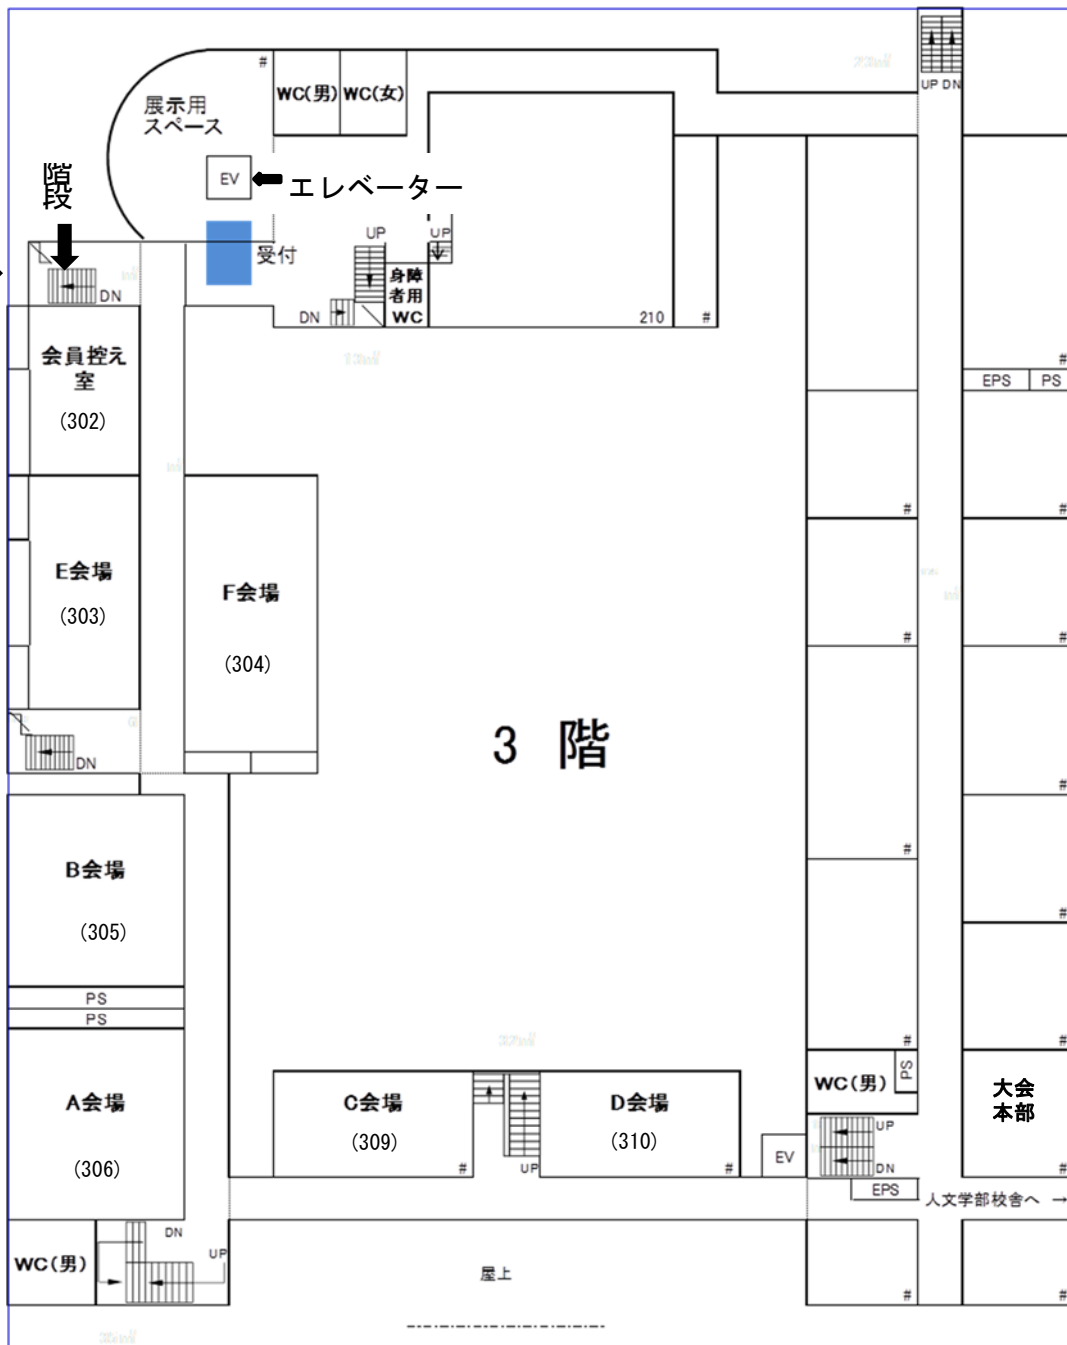 #
WC(男)
WC(女)
UP DN
展示用
スペース
階段
EV
エレベーター
UP
UP
受付
身障
者用
WC
DN
DN
210
#
会員控え
室
(302)
#
EPS
PS
#
#
E会場
(303)
F会場
(304)
#
#
3 階
DN
#
B会場
(305)
#
#
PS
PS
#
#
A会場
(306)
C会場
(309)
#
UP
D会場
(310)
#
EV
WC(男)
PS
UP
DN
EPS
大会
本部
#
人文学部校舎へ →
WC(男)
DN
UP
屋上
#
#